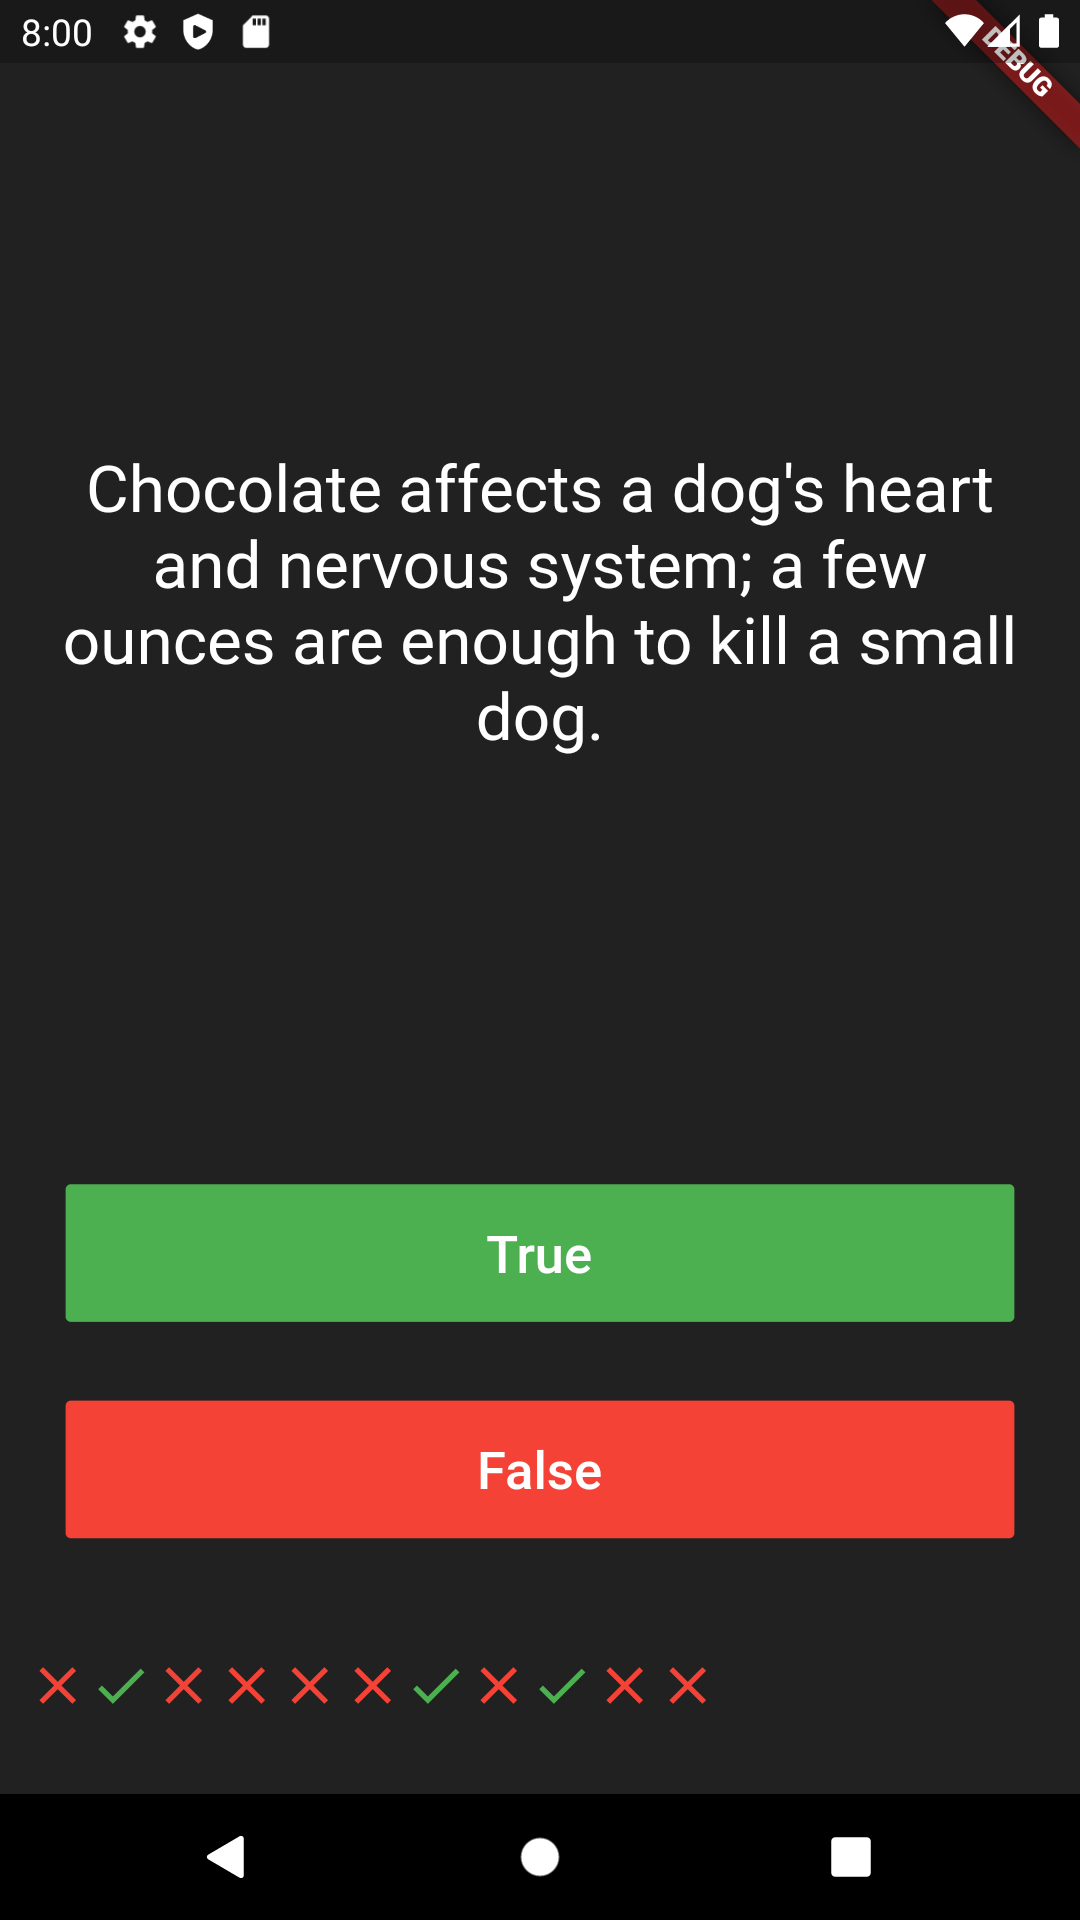 8:00
DEBUG
Chocolate affects a dog's heart
and nervous system; a few
ounces are enough to kill a small
dog.
True
False